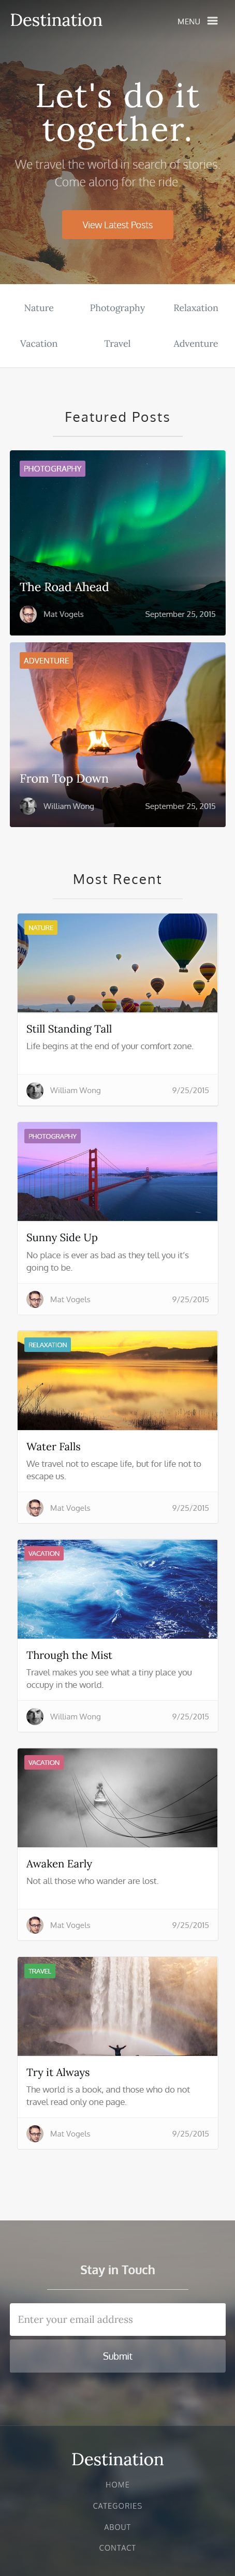 Destination
MENU
Let's do it
together.
We travel the world in search of stories.
Come along for the ride.
View Latest Posts
Nature Photography Relaxation
Vacation Travel Adventure
Featured Posts
PHOTOGRAPHY
The Road Ahead
Mat Vogels September 25, 2015
ADVENTURE
From Top Down
William Wong September 25, 2015
Most Recent
NATURE
Still Standing Tall
Life begins at the end of your comfort zone.
William Wong 9/25/2015
PHOTOGRAPHY
Sunny Side Up
No place is ever as bad as they tell you it's
going to be.
Mat Vogels 9/25/2015
RELAXATION
Water Falls
We travel not to escape life, but for life not to
escape us.
Mat Vogels 9/25/2015
VACATION
Through the Mist
Travel makes you see what a tiny place you
occupy in the world.
William Wong 9/25/2015
VACATION
Awaken Early
Not all those who wander are lost.
Mat Vogels 9/25/2015
TRAVEL
Try it Always
The world is a book, and those who do not
travel read only one page.
Mat Vogels 9/25/2015
Stay in Touch
Enter your email address
Submit
Destination
HOME
CATEGORIES
ABOUT
CONTACT